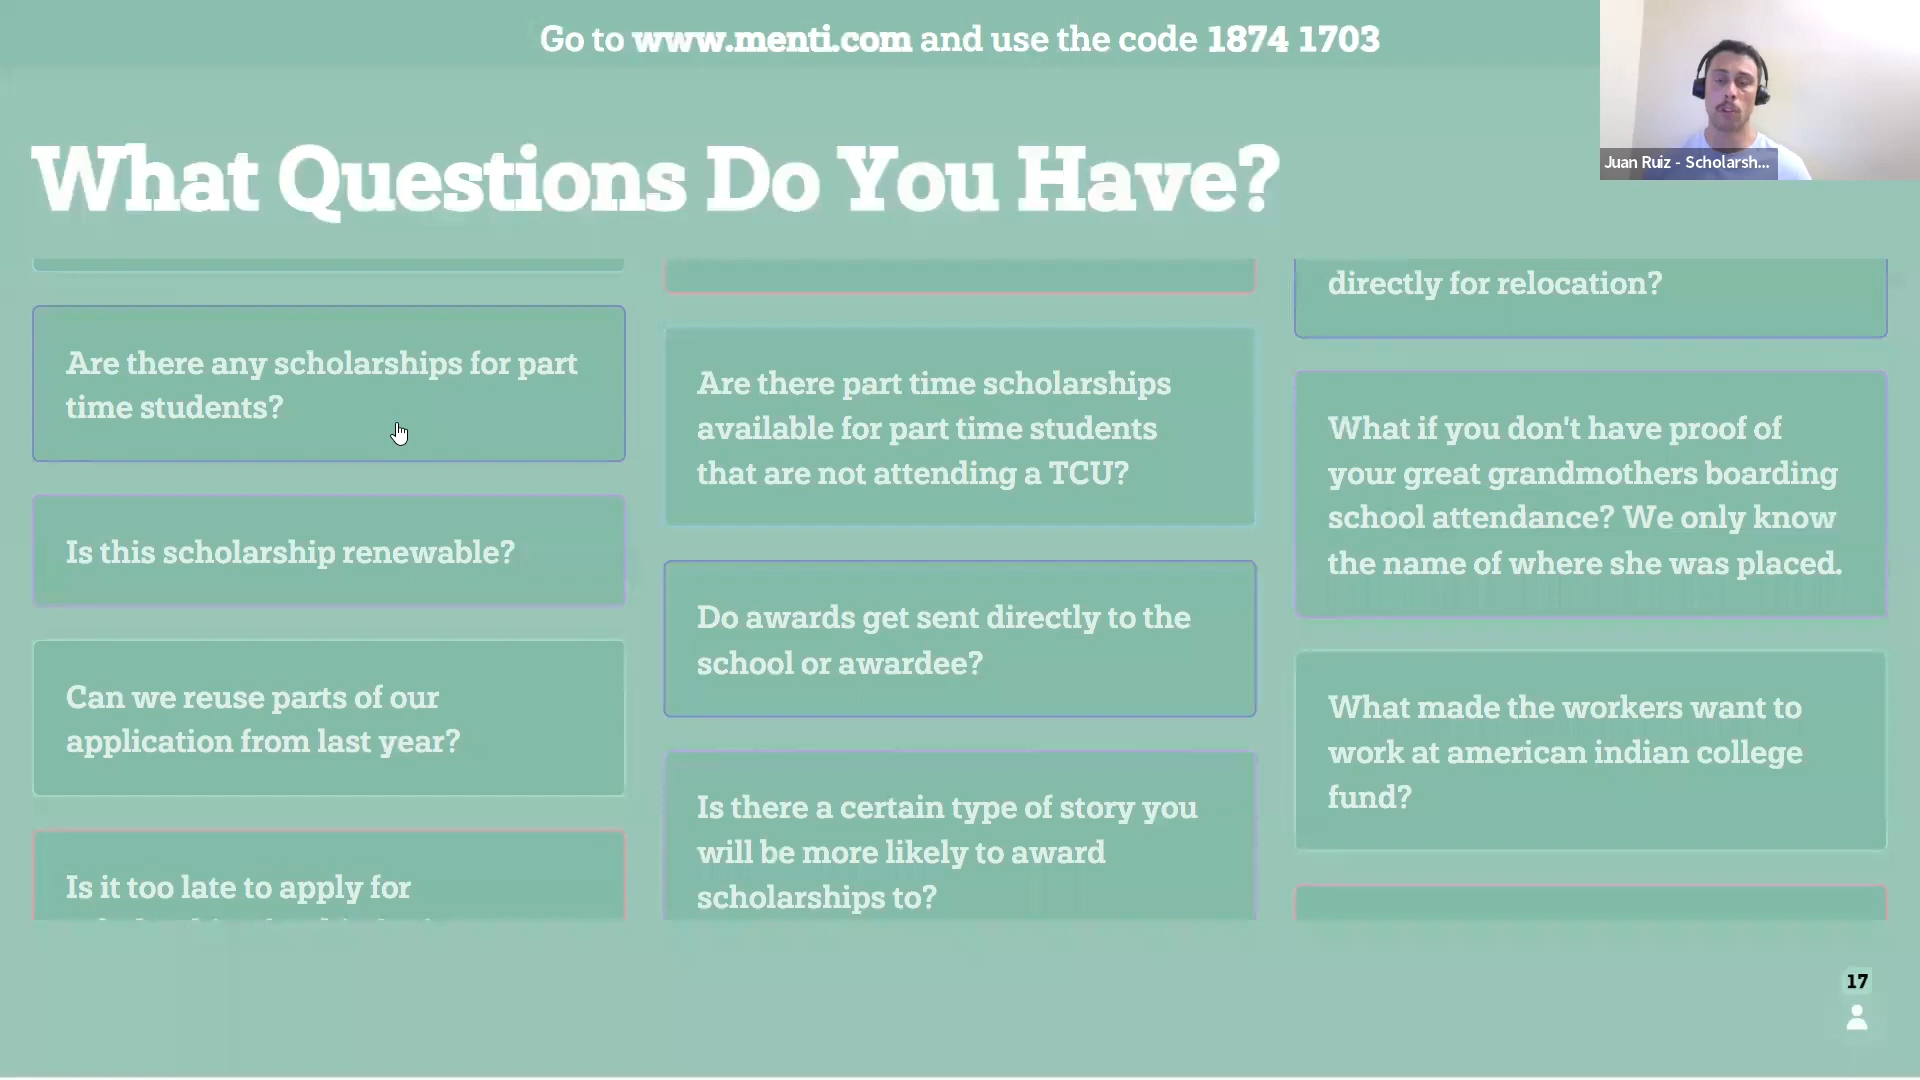 Go to www.menti.com and use the code 1874 1703
Juan Ruiz - Scholarsh...
What Questions Do You Have?
Are there any scholarships for part
time students?
Is this scholarship renewable?
Can we reuse parts of our
application from last year?
Is it too late to apply for
Are there part time scholarships
available for part time students
that are not attending a TCU?
Do awards get sent directly to the
school or awardee?
Is there a certain type of story you
will be more likely to award
scholarships to?
directly for relocation?
What if you don't have proof of
your great grandmothers boarding
school attendance? We only know
the name of where she was placed.
What made the workers want to
work at american indian college
fund?
17